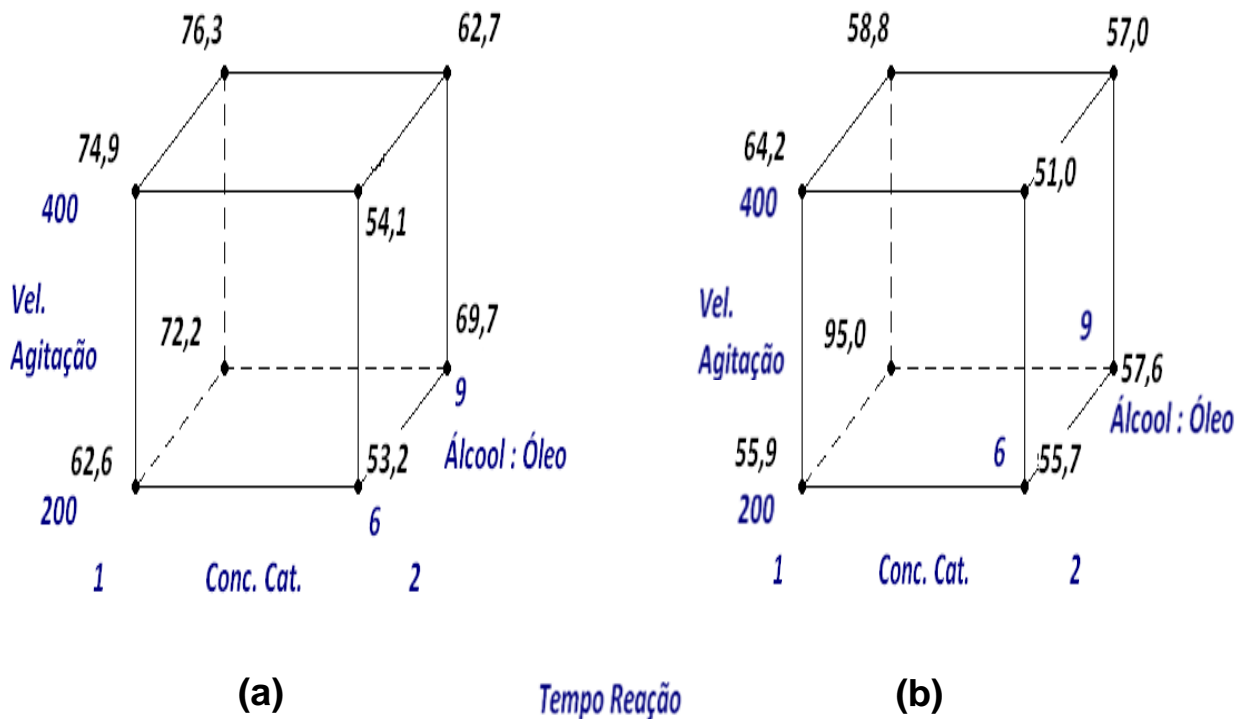 76,3
62,7
74,9
400
54,1
Vel.
Agitação
72,2
69,7
9
62,6
53,2
Álcool : Óleo
200
6
1
Conc. Cat.
2
(a)
58,8
57,0
64,2
51,0
400
Vel.
Agitação
95,0
9
57,6
Álcool : Óleo
55,9
6
55,7
200
1
Conc. Cat.
2
Tempo Reação
(b)